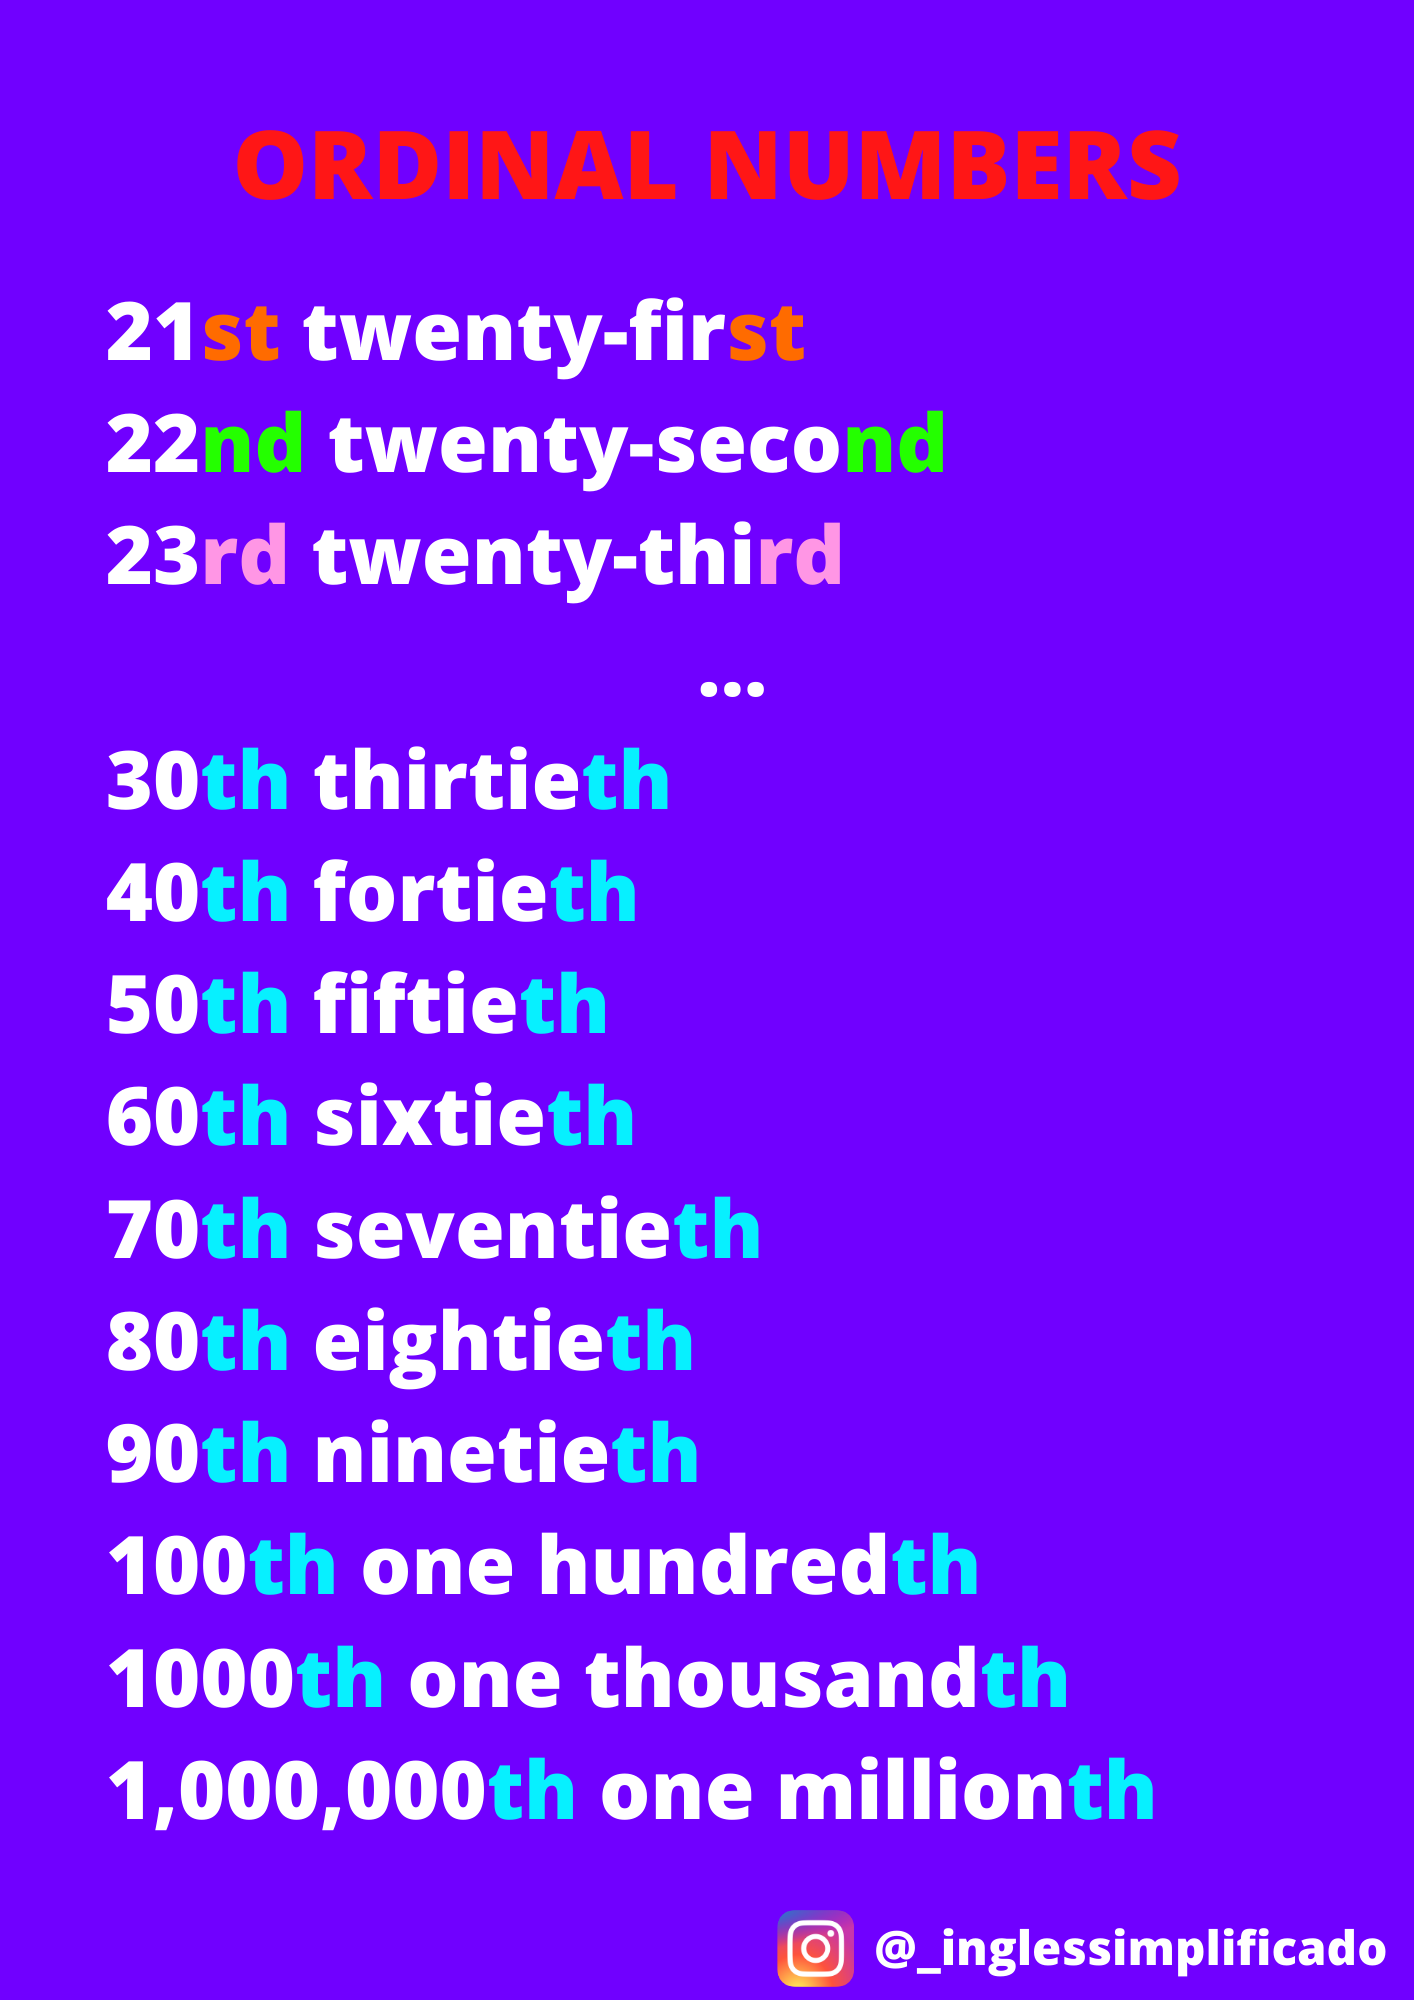 ORDINAL NUMBERS
21st twenty-first
22nd twenty-second
23rd twenty-third
...
30th thirtieth
40th fortieth
50th fiftieth
60th sixtieth
70th seventieth
80th eightieth
90th ninetieth
100th one hundredth
1000th one thousandth
1,000,000th one millionth
@_inglessimplificado